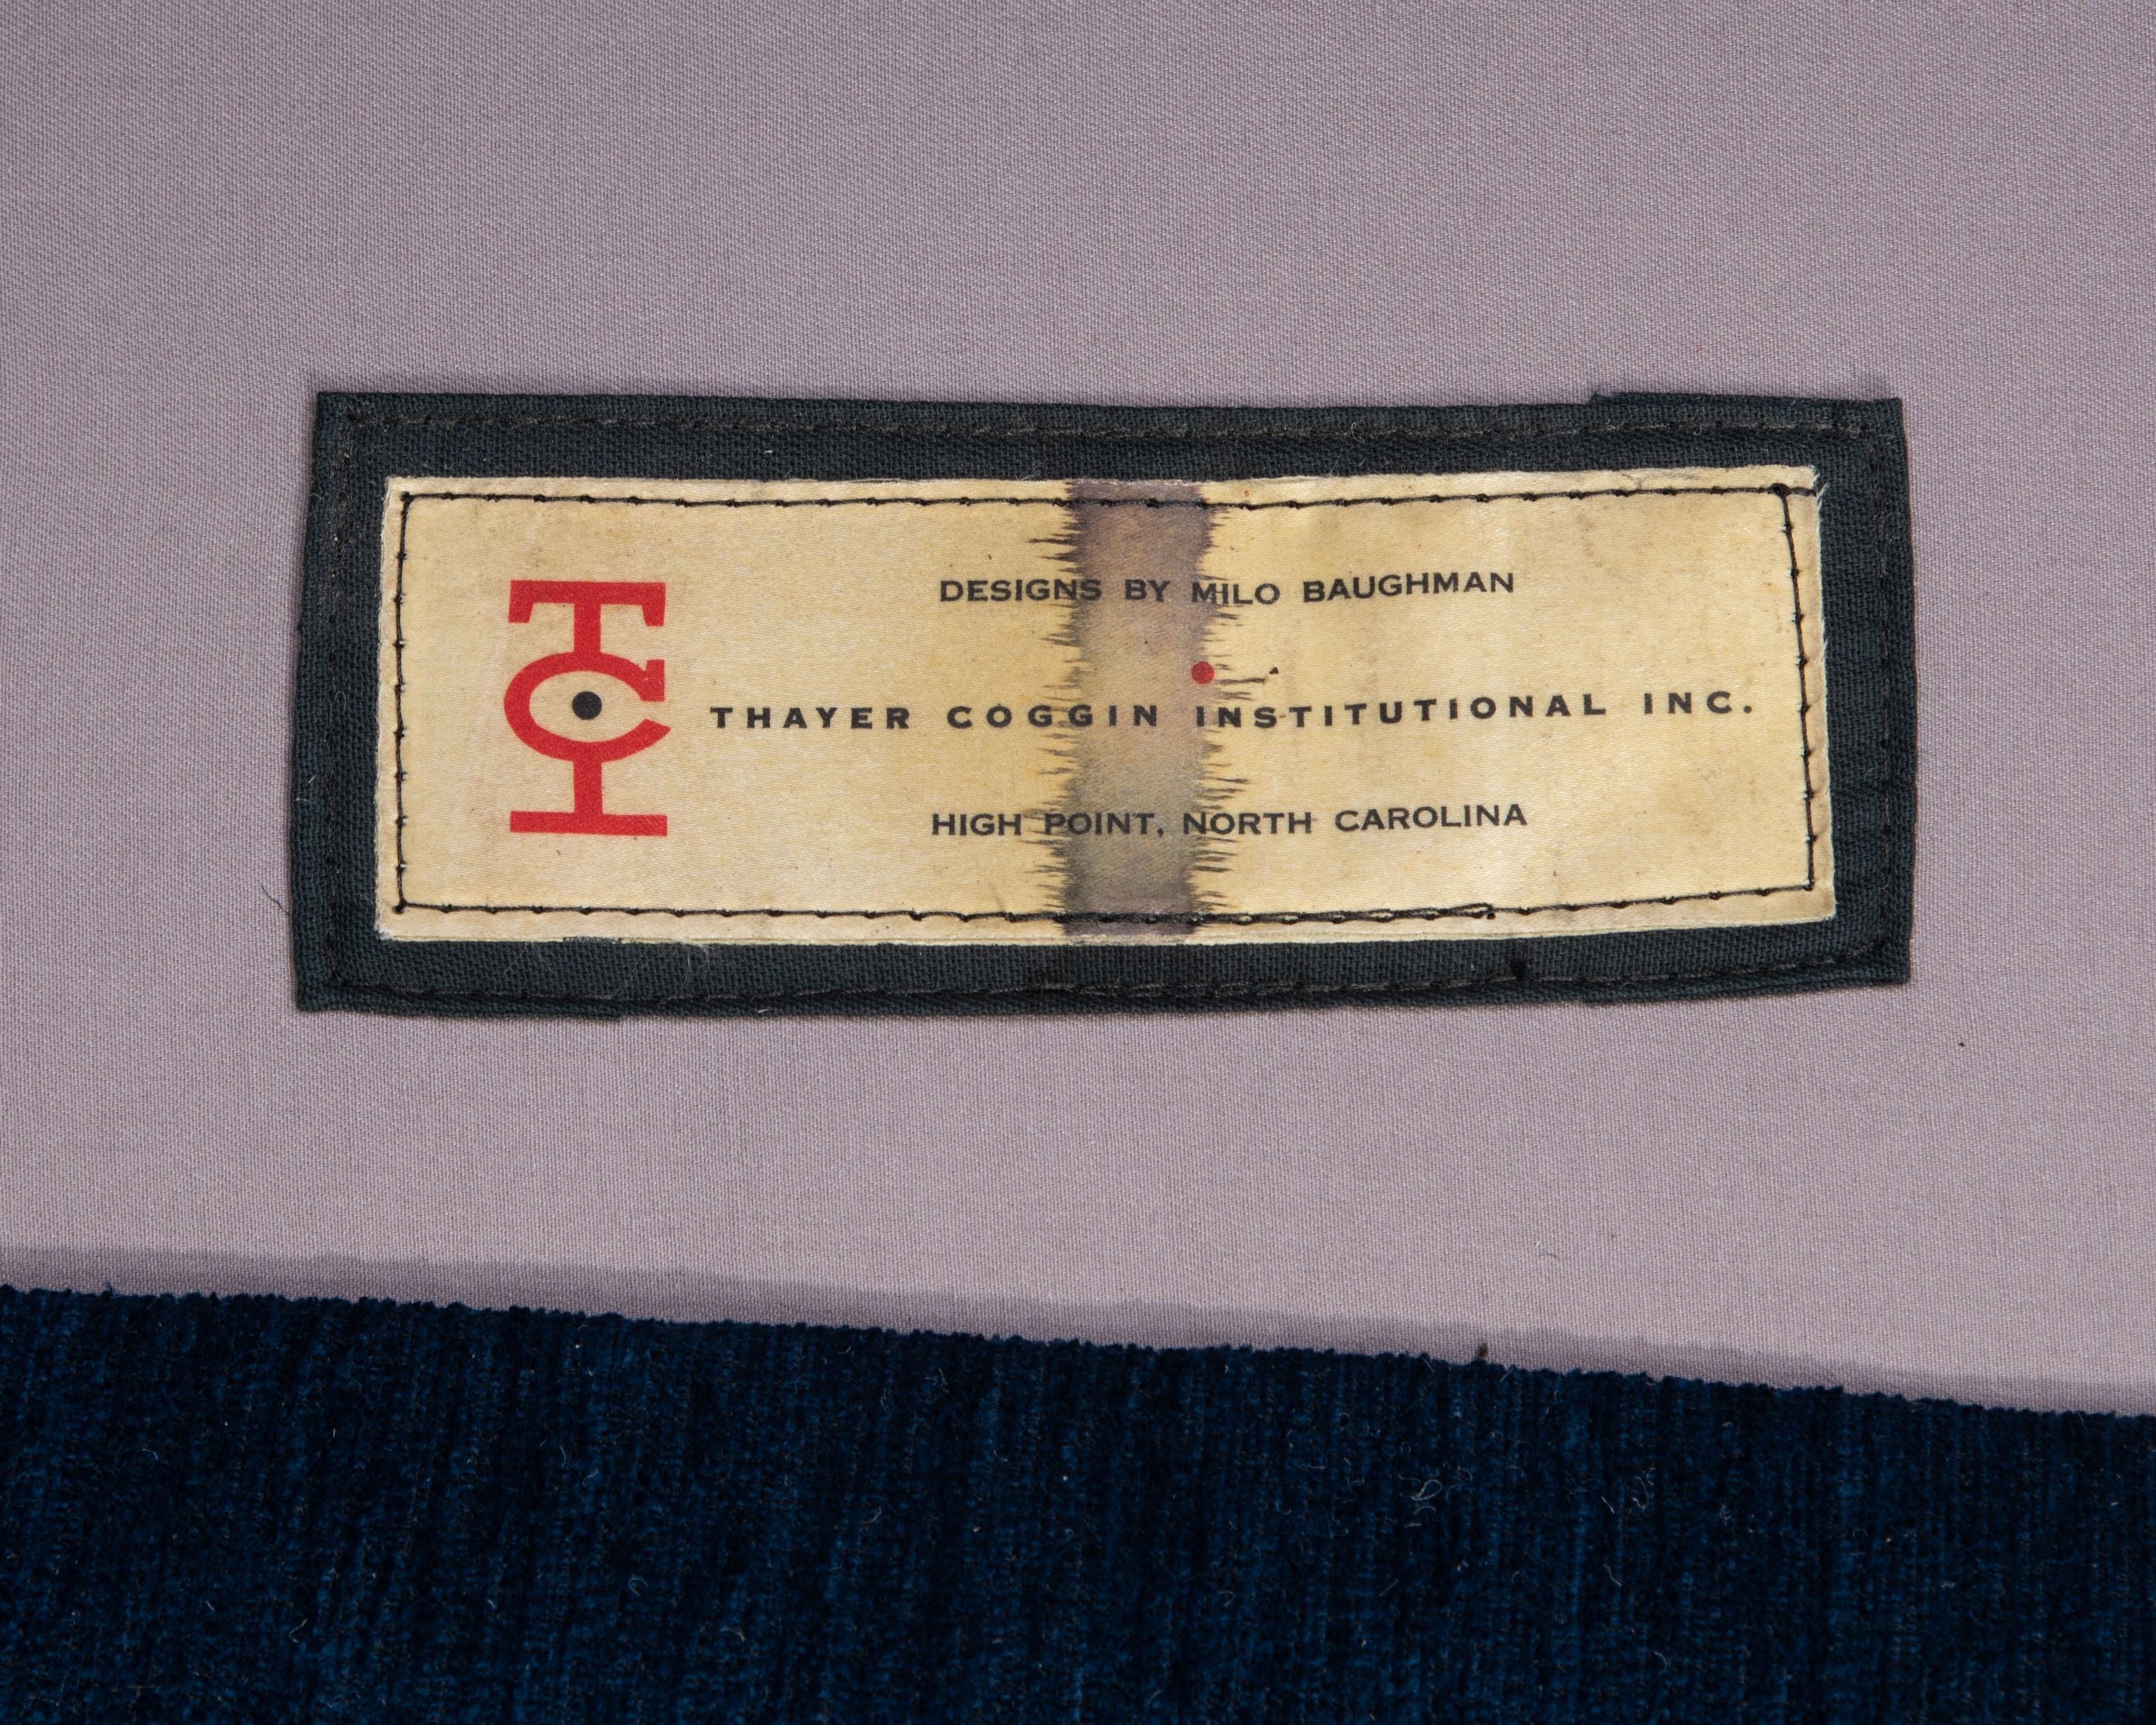 TCI
DESIGNS BY MILO BAUGHMAN
THAYER COGGIN INSTITUTIONAL INC.
HIGH POINT, NORTH CAROLINA